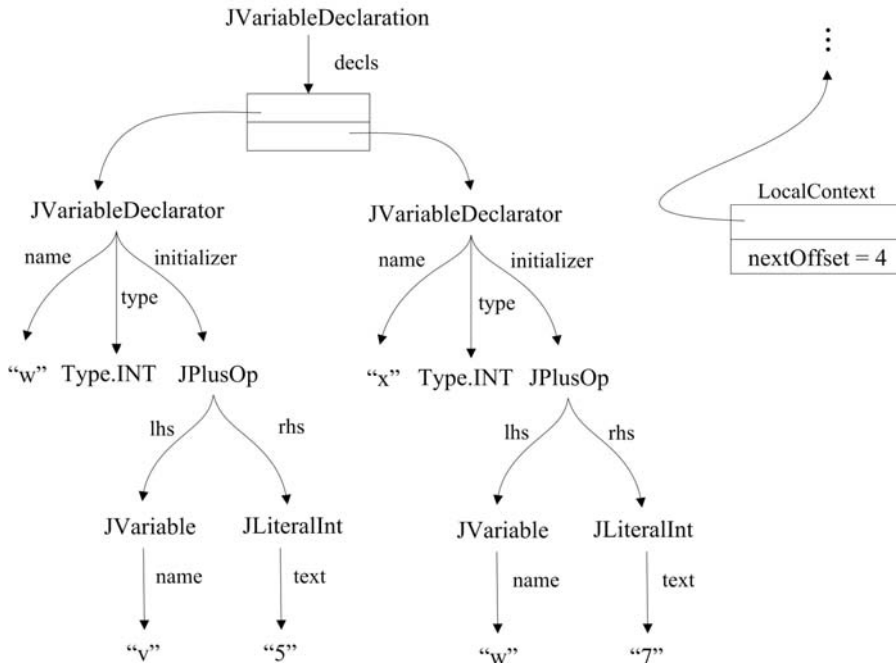 JVariableDeclaration
decls
LocalContext
nextOffset = 4
JVariableDeclarator JVariableDeclarator
name initializer name initializer
type type
“w” Type.INT JPlusOp “x” Type.INT JPlusOp
lhs rhs lhs rhs
JVariable JLiteralInt JVariable JLiteralInt
name text name text
“v” “5” “w” “7”